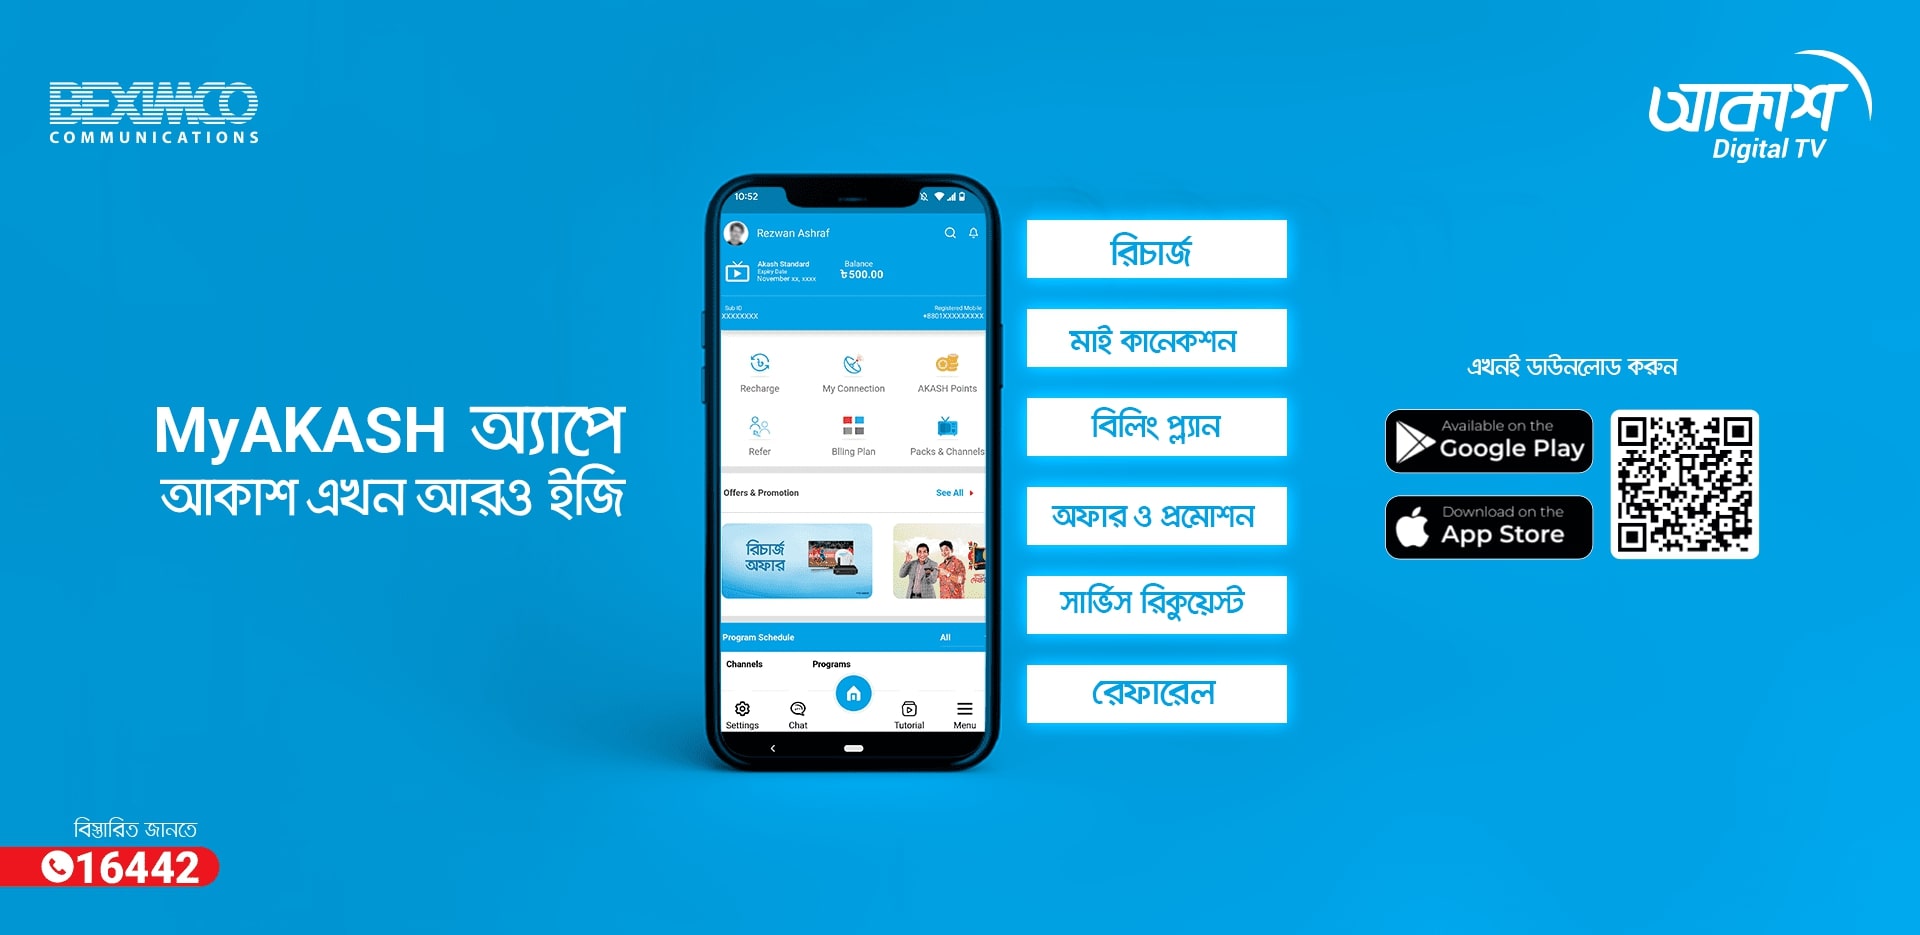 BEXIMCO
COMMUNICATIONS
আকাশ
Digital TV
MyAKASH অ্যাপে
আকাশ এখন আরও ইজি
10:52
Rezwan Ashraf
Akash Standard
Expiry Date
November xx, xxxx
Balance
৳500.00
Sub ID
XXXXXXXX
Registered Mobile
+8801XXXXXXXXX
Recharge
My Connection
AKASH Points
Refer
Blling Plan
Packs & Channels
Offers & Promotion
See All
রিচার্জ
অফার
Program Schedule
All
Channels
Programs
Settings
Chat
Tutorial
Menu
রিচার্জ
মাই কানেকশন
বিলিং প্ল্যান
অফার ও প্রমোশন
সার্ভিস রিকুয়েস্ট
রেফারেল
এখনই ডাউনলোড করুন
Available on the
Google Play
Download on the
App Store
বিস্তারিত জানতে
16442